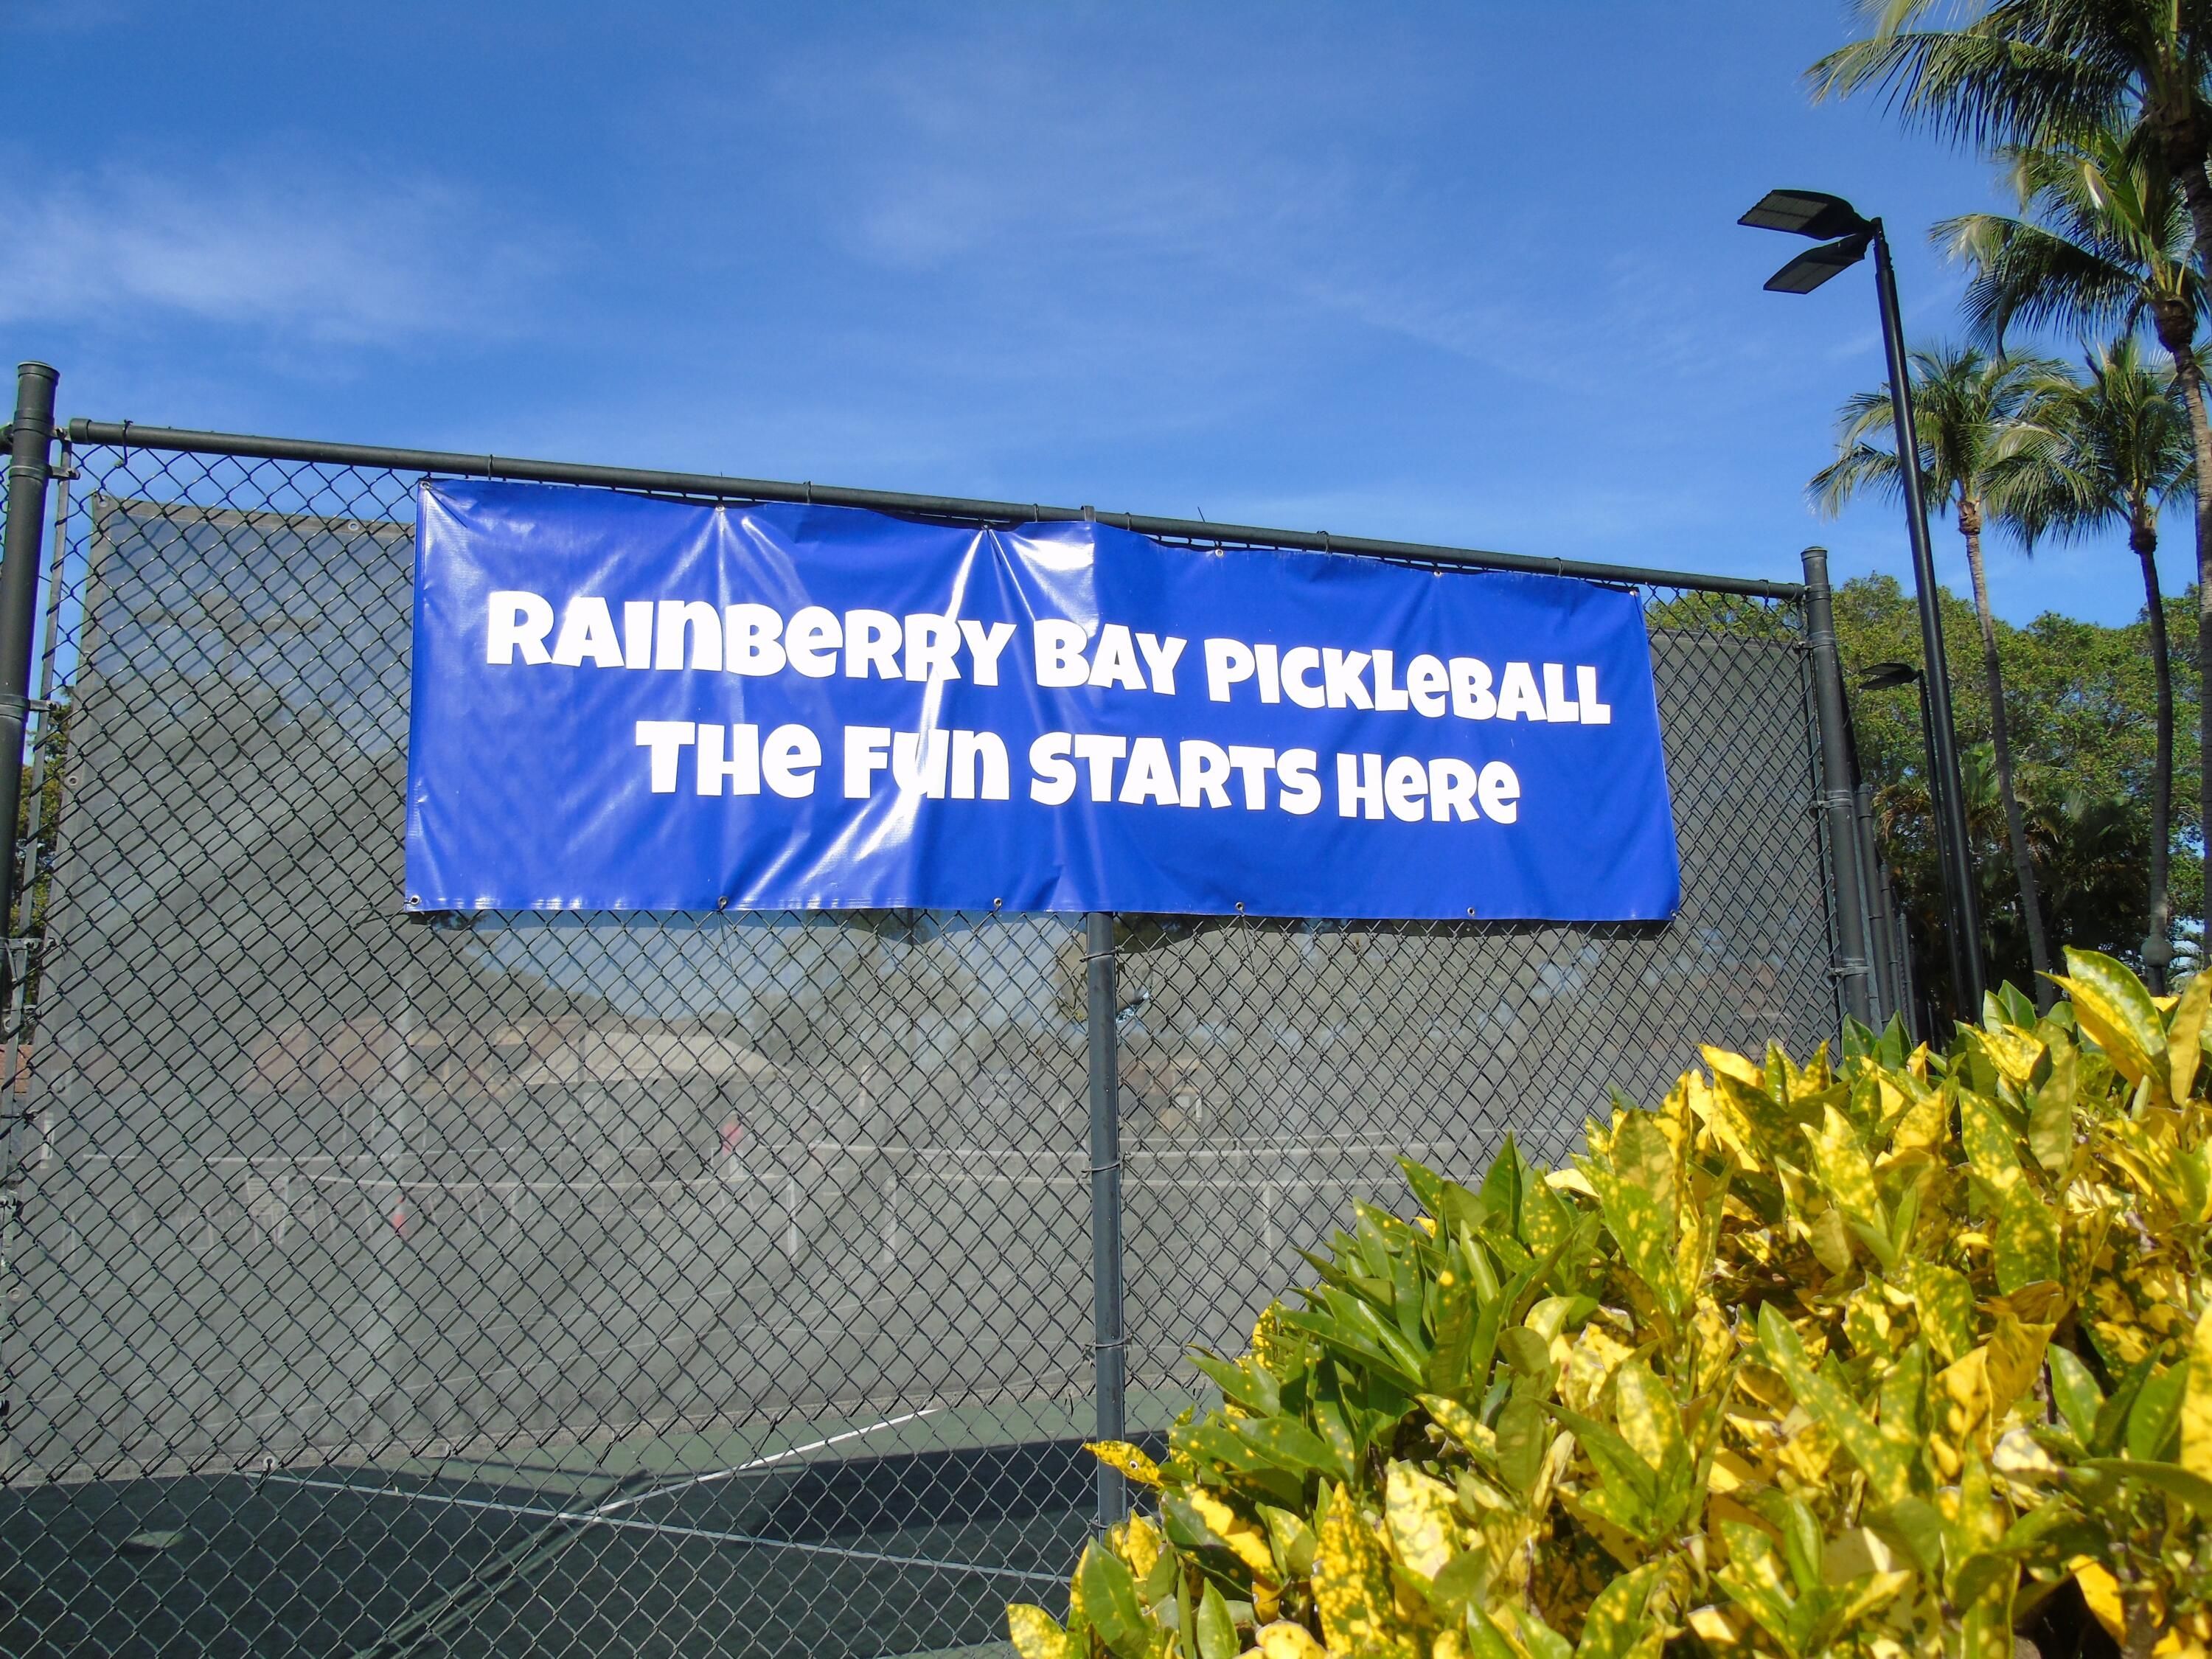 RAINBERRY BAY PICKLEBALL
THE FUN STARTS HERE